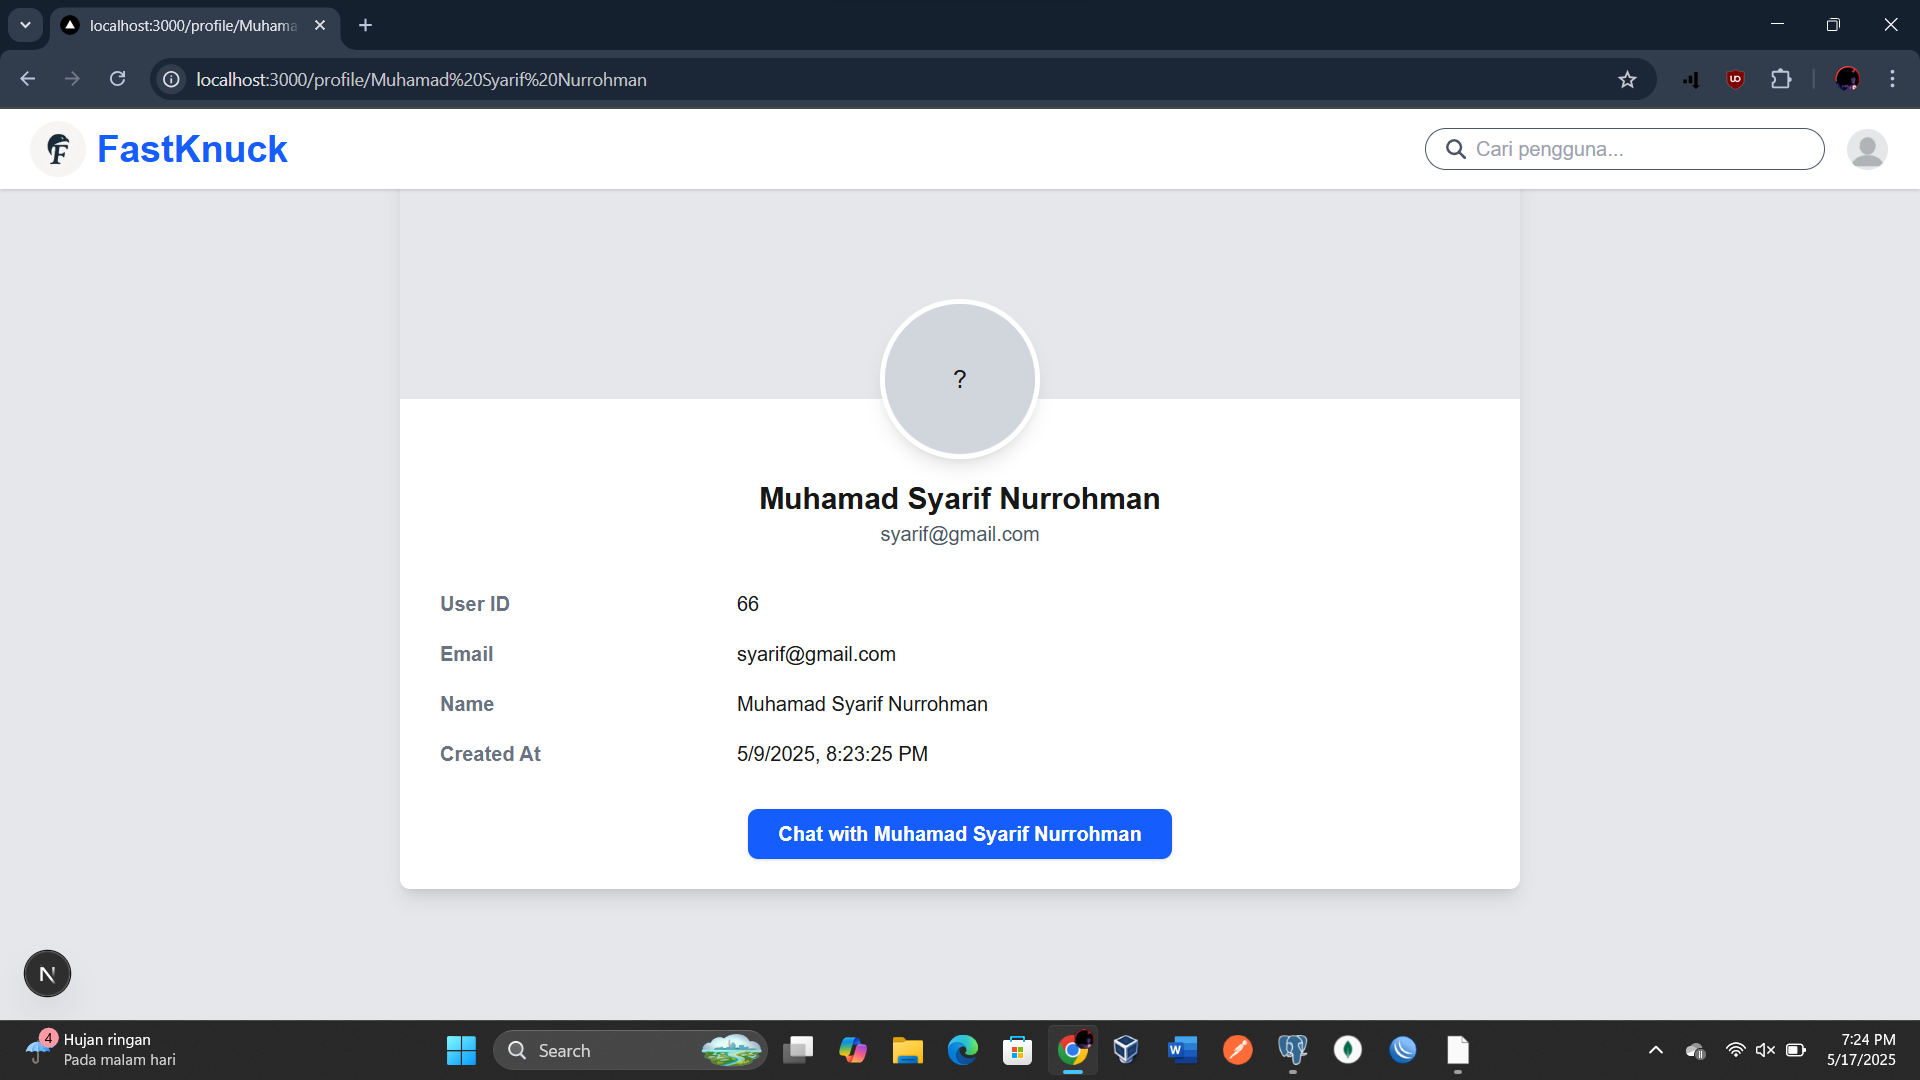 localhost:3000/profile/Muhama
localhost:3000/profile/Muhamad%20Syarif%20Nurrohman
F
FastKnuck
Cari pengguna...
?
Muhamad Syarif Nurrohman
syarif@gmail.com
User ID 66
Email syarif@gmail.com
Name Muhamad Syarif Nurrohman
Created At 5/9/2025, 8:23:25 PM
Chat with Muhamad Syarif Nurrohman
N
4
Hujan ringan
Pada malam hari
Search
W
7:24 PM
5/17/2025